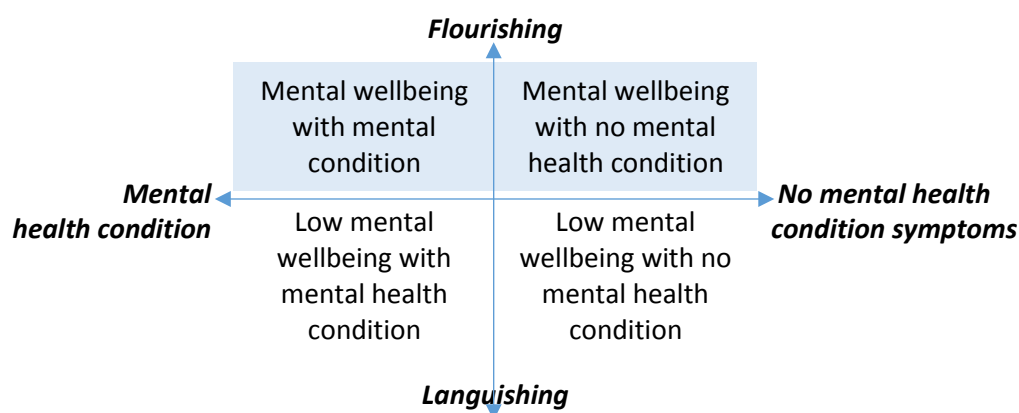 Flourishing
Mental wellbeing
with mental
condition
Mental wellbeing
with no mental
health condition
Mental
health condition
No mental health
condition symptoms
Low mental
wellbeing with
mental health
condition
Low mental
wellbeing with no
mental health
condition
Languishing